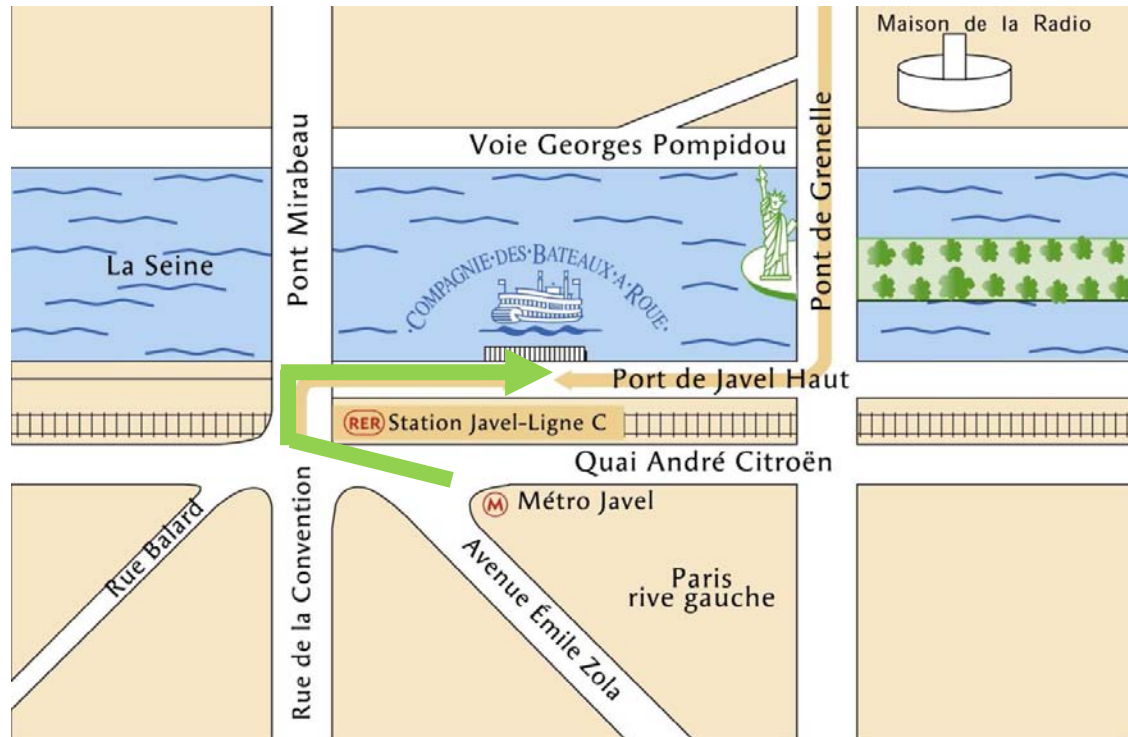 Maison de la Radio
Voie Georges Pompidou
Pont Mirabeau
Pont de Grenelle
La Seine
·COMPAGNIE·DES·BATEAUX·A·ROUE·
Port de Javel Haut
RER Station Javel-Ligne C
Quai André Citroën
M Métro Javel
Rue Balard
Rue de la Convention
Avenue Émile Zola
Paris
rive gauche